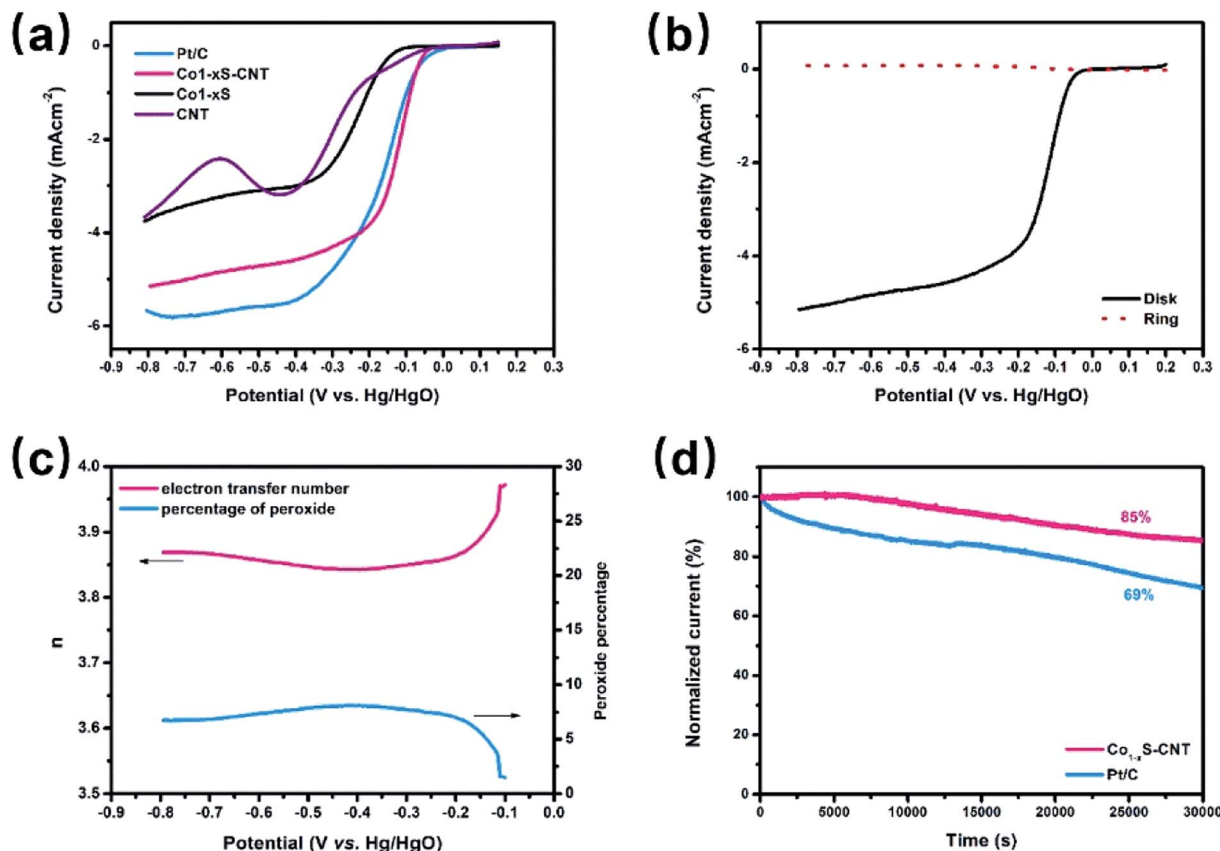 (a)
Pt/C
Co1-xS-CNT
Co1-xS
CNT
Current density (mAcm⁻²)
0
-2
-4
-6
-0.9 -0.8 -0.7 -0.6 -0.5 -0.4 -0.3 -0.2 -0.1 0.0 0.1 0.2 0.3
Potential (V vs. Hg/HgO)
(b)
Current density (mAcm⁻²)
0
-2
-4
-6
Disk
Ring
-0.9 -0.8 -0.7 -0.6 -0.5 -0.4 -0.3 -0.2 -0.1 0.0 0.1 0.2 0.3
Potential (V vs. Hg/HgO)
(c)
electron transfer number
percentage of peroxide
n
4.0
3.9
3.8
3.7
3.6
3.5
30
25
20
15
10
5
0
Peroxide percentage
-0.9 -0.8 -0.7 -0.6 -0.5 -0.4 -0.3 -0.2 -0.1 0.0
Potential (V vs. Hg/HgO)
(d)
Normalized current (%)
100
80
60
40
20
0
85%
69%
Co₁₋ₓS-CNT
Pt/C
0 5000 10000 15000 20000 25000 30000
Time (s)